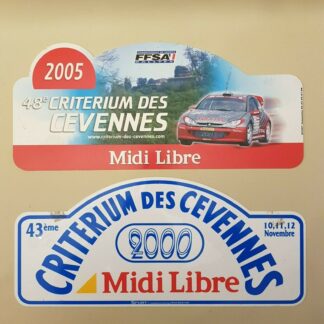 FFSA
2005
48e CRITERIUM DES
CEVENNES
www.criterium-des-cevennes.com
Midi Libre
CRITERIUM DES CEVENNES
43ème
10,11,12
Novembre
2000
Midi Libre